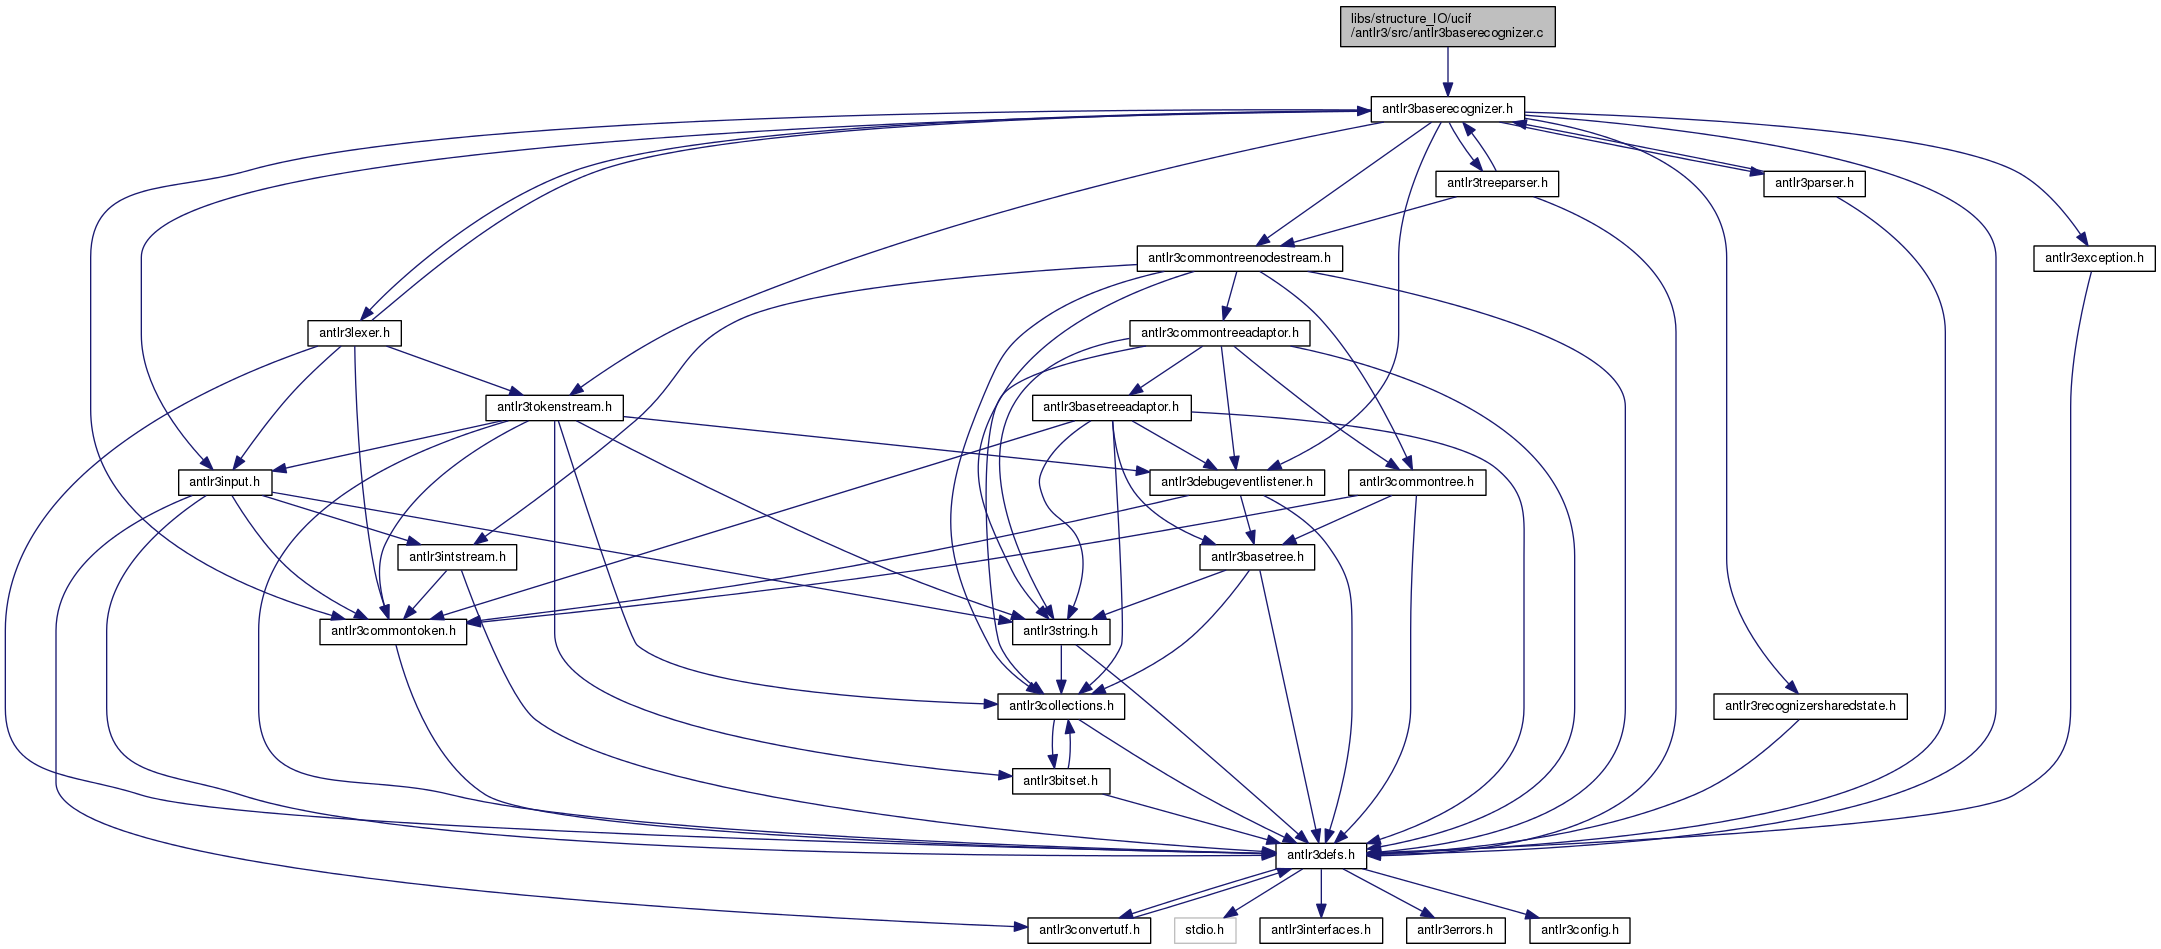 libs/structure_IO/ucif
/antlr3/src/antlr3baserecognizer.c
antlr3baserecognizer.h
antlr3treeparser.h
antlr3parser.h
antlr3commontreenodestream.h
antlr3exception.h
antlr3lexer.h
antlr3commontreeadaptor.h
antlr3tokenstream.h
antlr3basetreeadaptor.h
antlr3input.h
antlr3debugeventlistener.h
antlr3commontree.h
antlr3intstream.h
antlr3basetree.h
antlr3commontoken.h
antlr3string.h
antlr3collections.h
antlr3recognizersharedstate.h
antlr3bitset.h
antlr3defs.h
antlr3convertutf.h
stdio.h
antlr3interfaces.h
antlr3errors.h
antlr3config.h